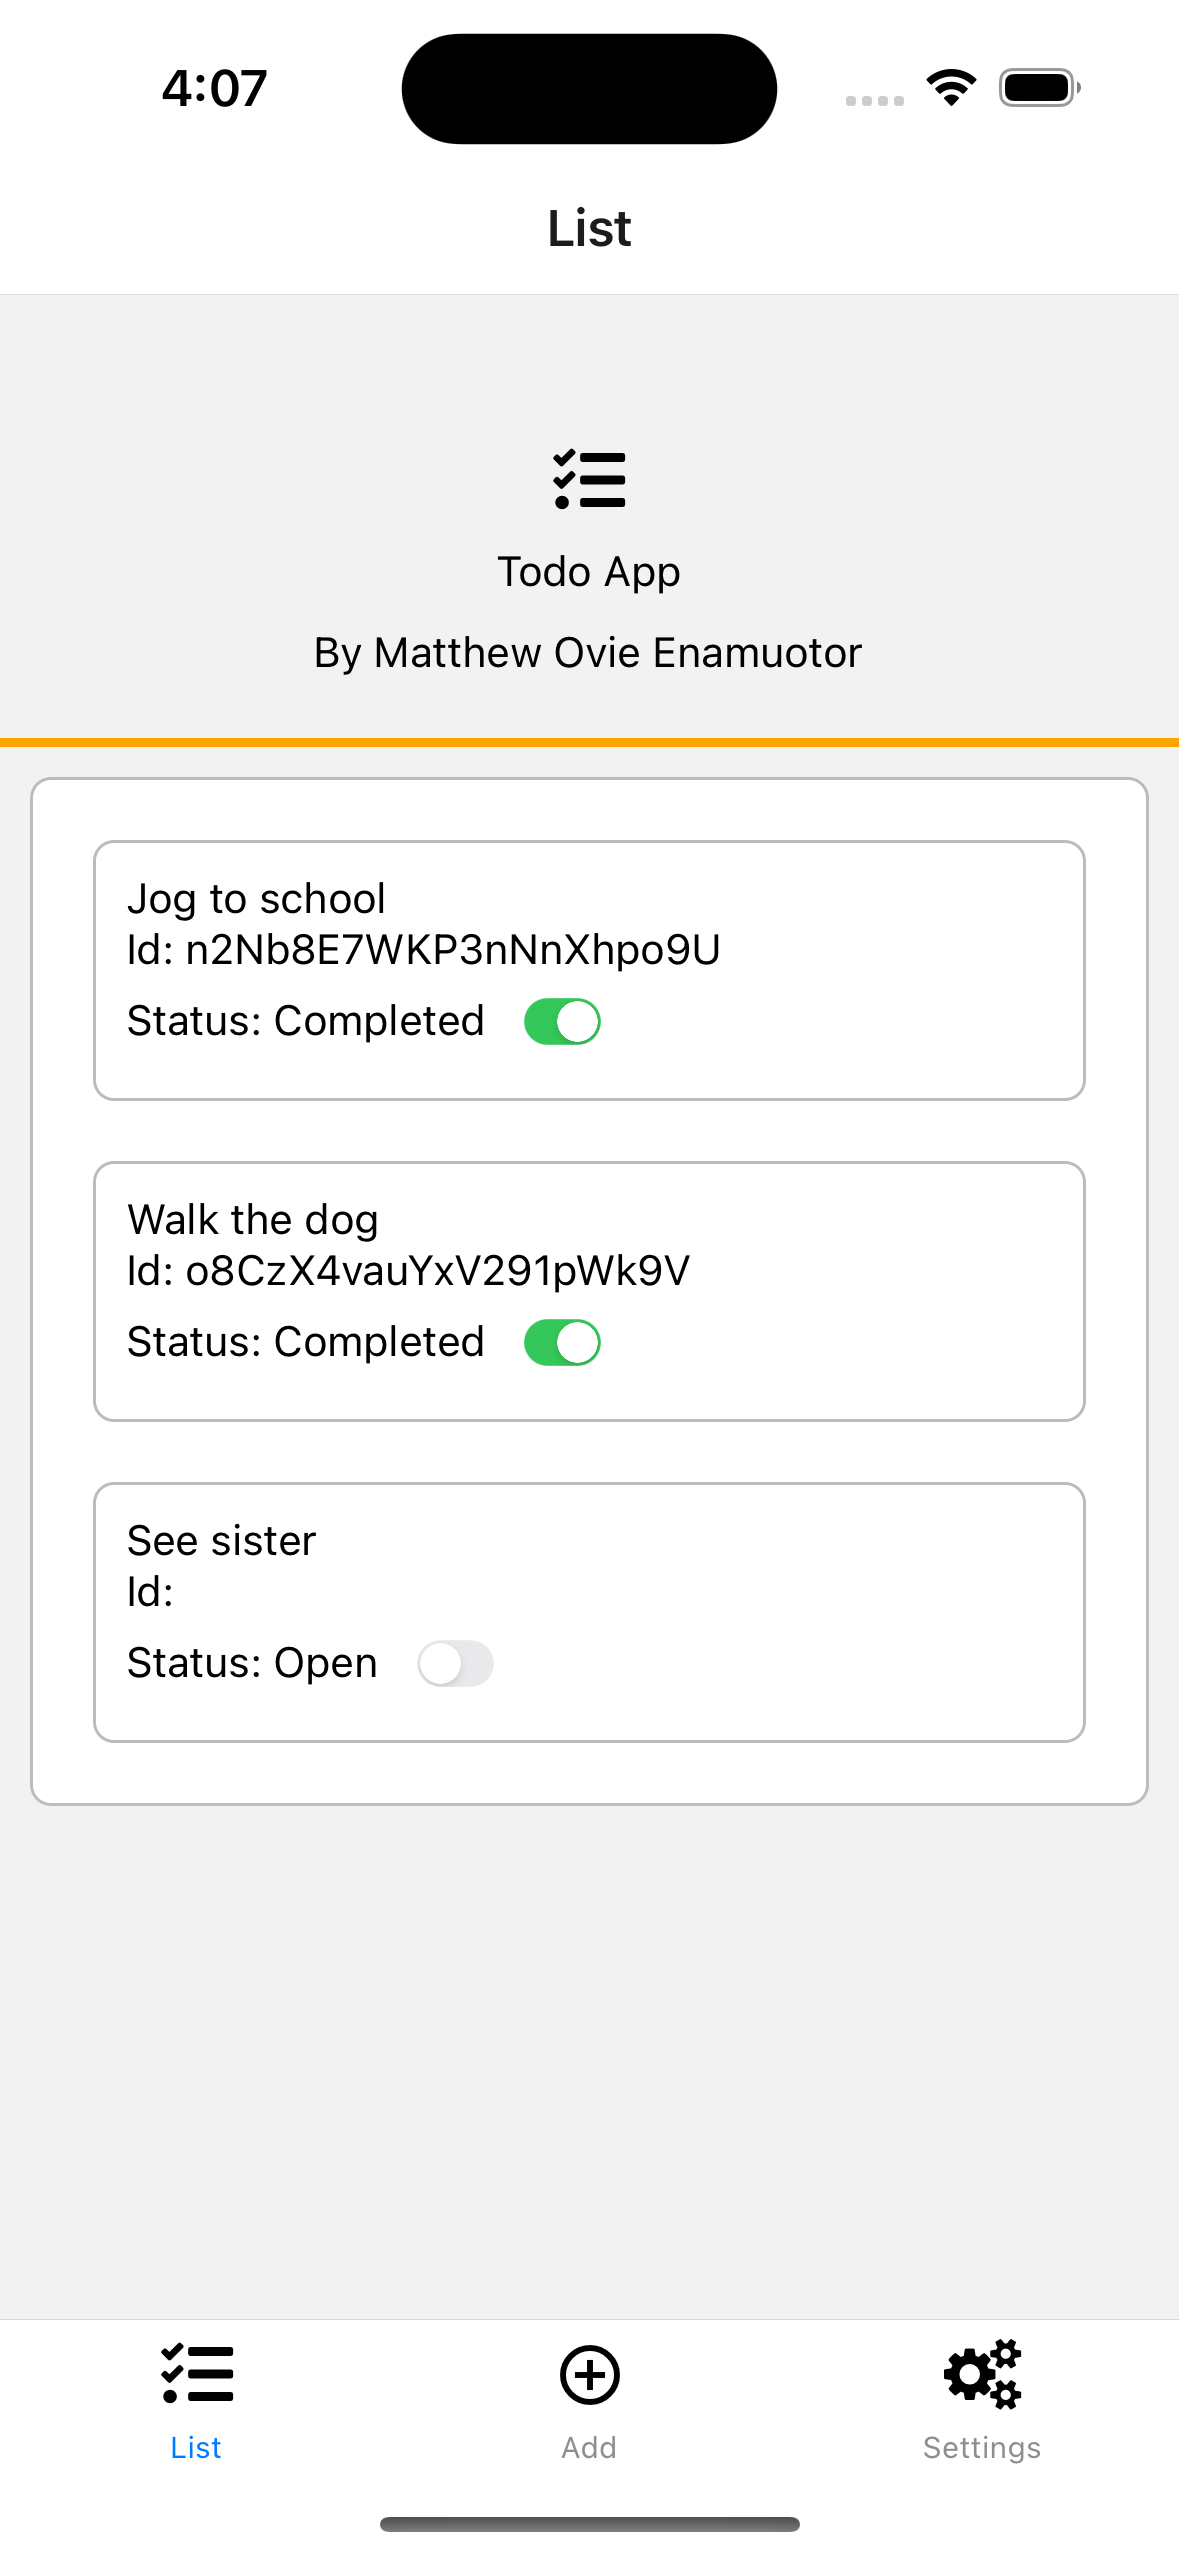 4:07
List
Todo App
By Matthew Ovie Enamuotor
Jog to school
Id: n2Nb8E7WKP3nNnXhpo9U
Status: Completed
Walk the dog
Id: o8CzX4vauYxV291pWk9V
Status: Completed
See sister
Id:
Status: Open
List
Add
Settings